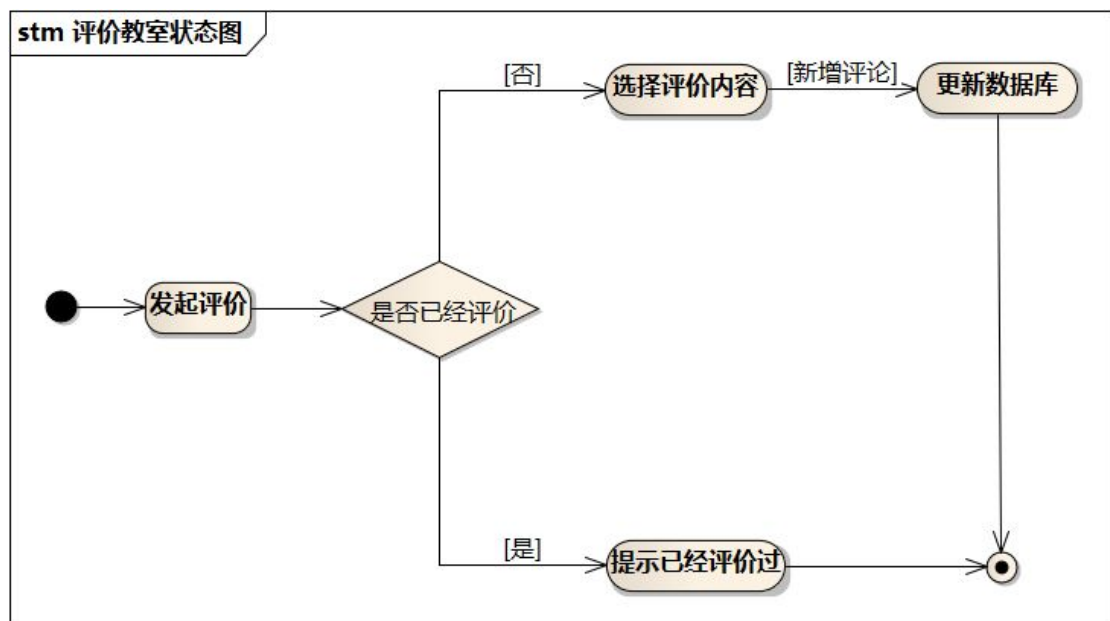 stm 评价教室状态图
[否]
选择评价内容
[新增评论]
更新数据库
发起评价
是否已经评价
[是]
提示已经评价过